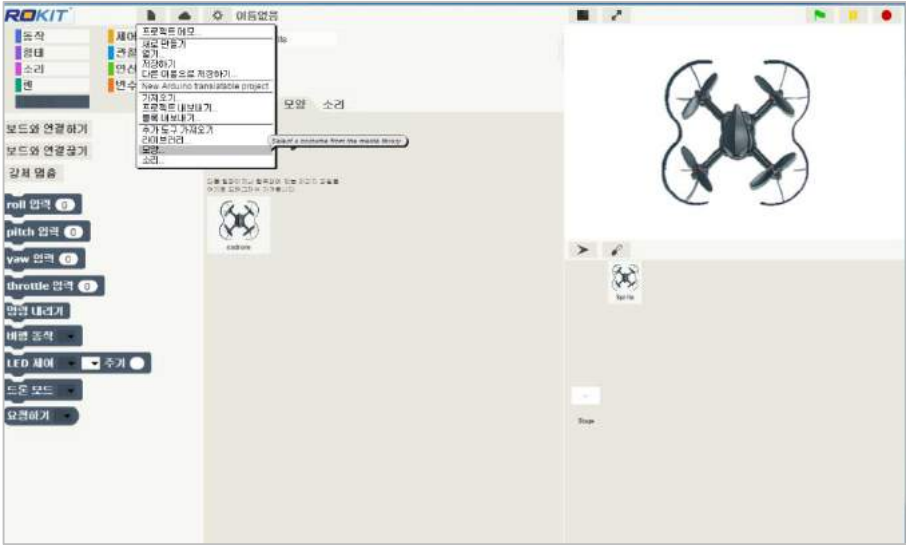 ROKIT
이름없음
동작
제어
형태
관찰
소리
연산
펜
변수
프로젝트 메모...
새로 만들기
열기...
저장하기
다른 이름으로 저장하기...
New Arduino translatable project
가져오기...
프로젝트 내보내기...
블록 내보내기...
추가 도구 가져오기
라이브러리...
모양...
소리...
Select a costume from the media library
모양
소리
보드와 연결하기
보드와 연결끊기
강제 멈춤
roll 입력 0
pitch 입력 0
yaw 입력 0
throttle 입력 0
명령 내리기
비행 동작
LED 제어 주기
드론 모드
요청하기
codrone
Sprite
Stage